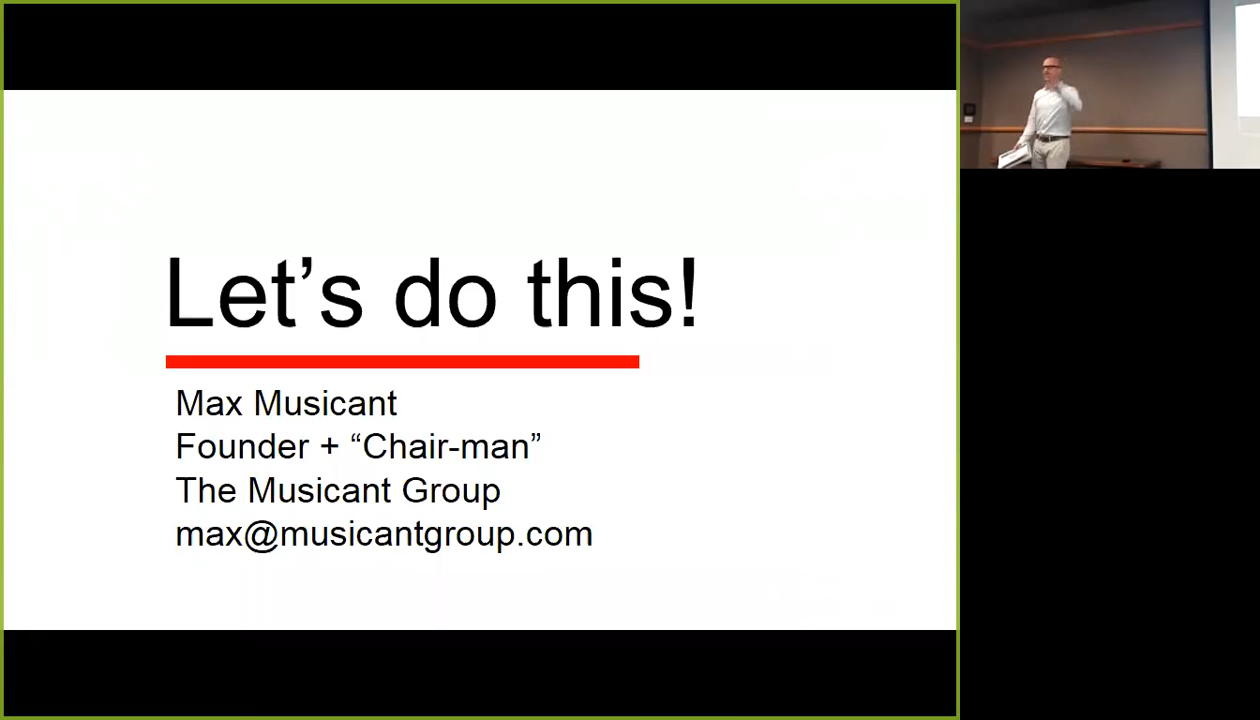 Let’s do this!
Max Musicant
Founder + “Chair-man”
The Musicant Group
max@musicantgroup.com